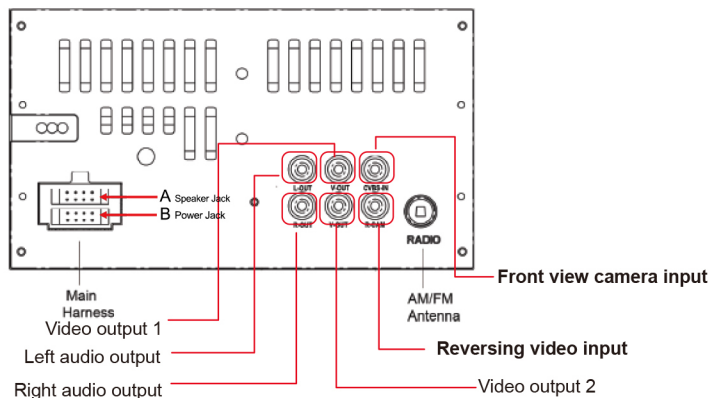 A Speaker Jack
B Power Jack
L-OUT
V-OUT
CVBS-IN
R-OUT
V-OUT
R-CAM
RADIO
Main
Harness
AM/FM
Antenna
Front view camera input
Video output 1
Left audio output
Reversing video input
Right audio output
Video output 2